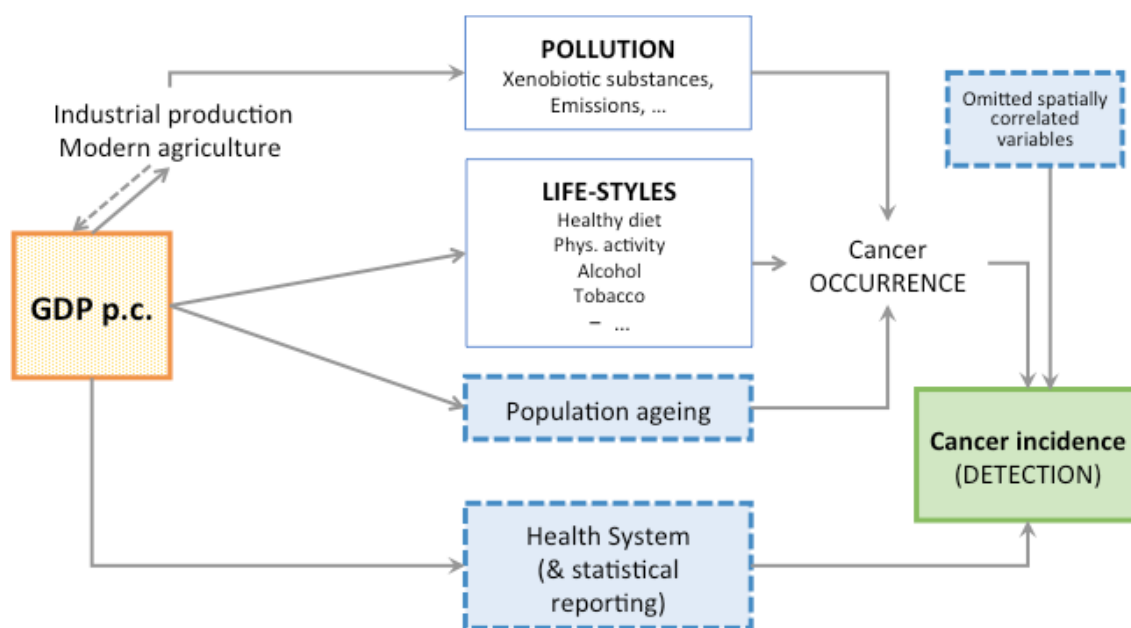 POLLUTION
Xenobiotic substances,
Emissions, ...
Industrial production
Modern agriculture
Omitted spatially
correlated
variables
LIFE-STYLES
Healthy diet
Phys. activity
Alcohol
Tobacco
– ...
GDP p.c.
Cancer
OCCURRENCE
Population ageing
Cancer incidence
(DETECTION)
Health System
(& statistical
reporting)